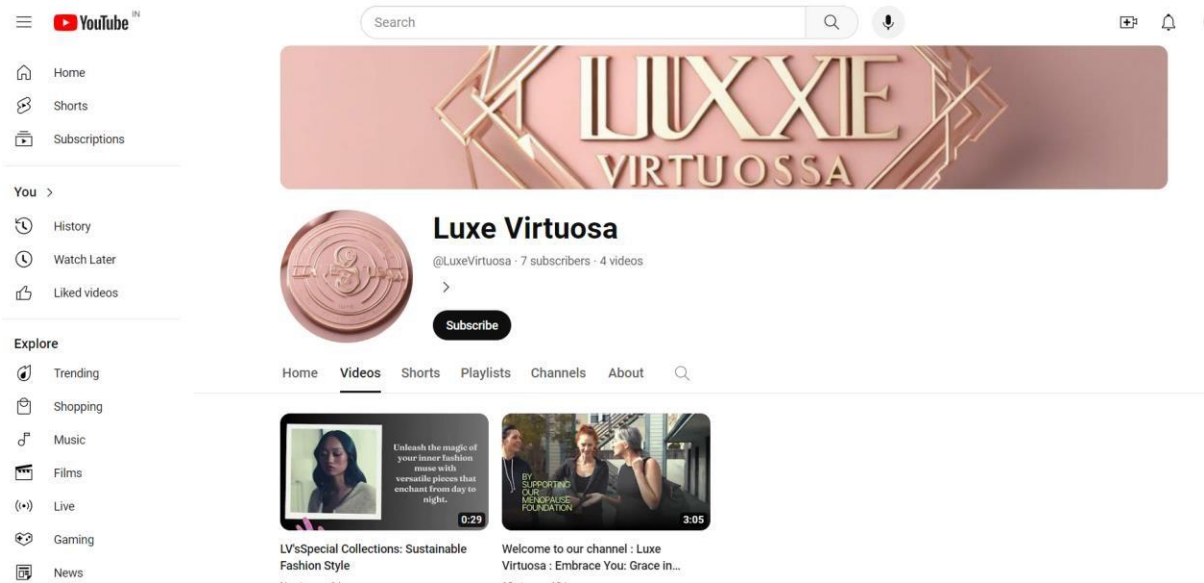 YouTube IN
Search
Home
Shorts
Subscriptions
You
History
Watch Later
Liked videos
Explore
Trending
Shopping
Music
Films
Live
Gaming
News
LUXXIE
VIRTUOSSA
Luxe Virtuosa
@LuxeVirtuosa · 7 subscribers · 4 videos
Subscribe
Home Videos Shorts Playlists Channels About
Unleash the magic of
your inner fashion
muse with
versatile pieces that
enchant from day to
night.
0:29
LV'sSpecial Collections: Sustainable
Fashion Style
BY
SUPPORTING
OUR
MENOPAUSE
FOUNDATION
3:05
Welcome to our channel : Luxe
Virtuosa : Embrace You: Grace in...